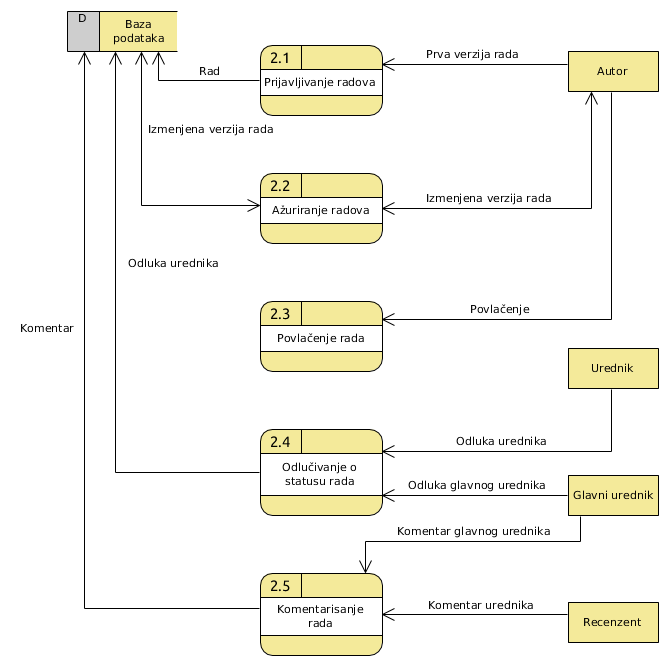 D
Baza
podataka
2.1
Prijavljivanje radova
Prva verzija rada
Autor
Rad
Izmenjena verzija rada
2.2
Ažuriranje radova
Izmenjena verzija rada
Odluka urednika
2.3
Povlačenje rada
Povlačenje
Komentar
Urednik
2.4
Odlučivanje o
statusu rada
Odluka urednika
Odluka glavnog urednika
Glavni urednik
Komentar glavnog urednika
2.5
Komentarisanje
rada
Komentar urednika
Recenzent